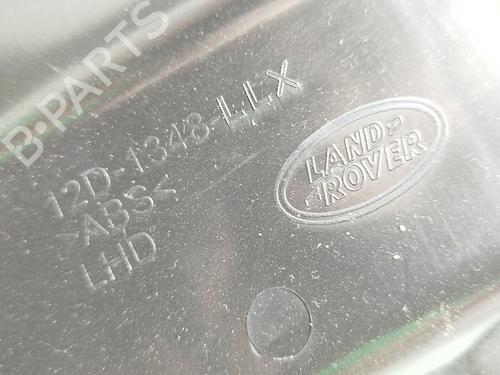 B-PARTS
12D-1348-LLX
>ABS<
LHD
LAND-
ROVER